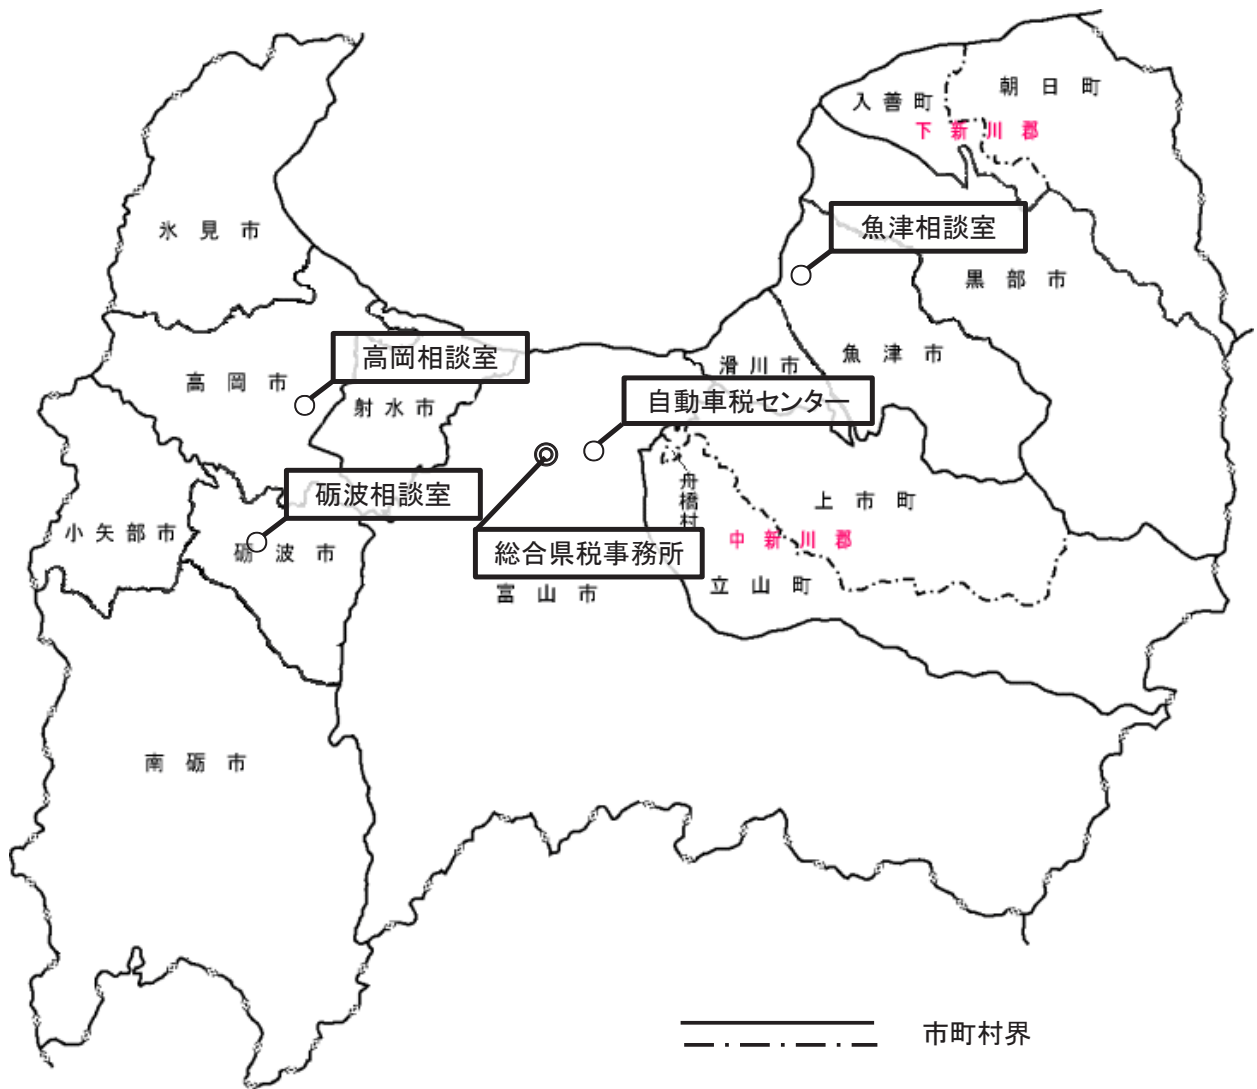 朝日町
入善町
下新川郡
氷見市
魚津相談室
黒部市
高岡相談室
魚津市
滑川市
高岡市
射水市
自動車税センター
舟橋村
砺波相談室
上市町
小矢部市
砺波市
総合県税事務所
中新川郡
富山市
立山町
南砺市
市町村界